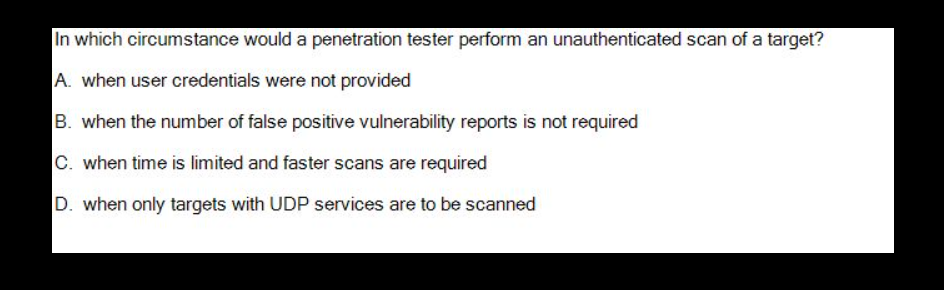 In which circumstance would a penetration tester perform an unauthenticated scan of a target?
A. when user credentials were not provided
B. when the number of false positive vulnerability reports is not required
C. when time is limited and faster scans are required
D. when only targets with UDP services are to be scanned